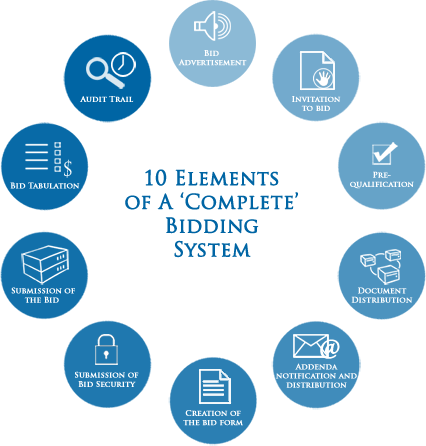 10 Elements
of A ‘Complete’
Bidding
System
Bid
Advertisement
Invitation
to bid
Pre-
qualification
Document
Distribution
Addenda
notification and
distribution
Creation of
the bid form
Submission of
Bid Security
Submission of
the Bid
Bid Tabulation
Audit Trail
$
@